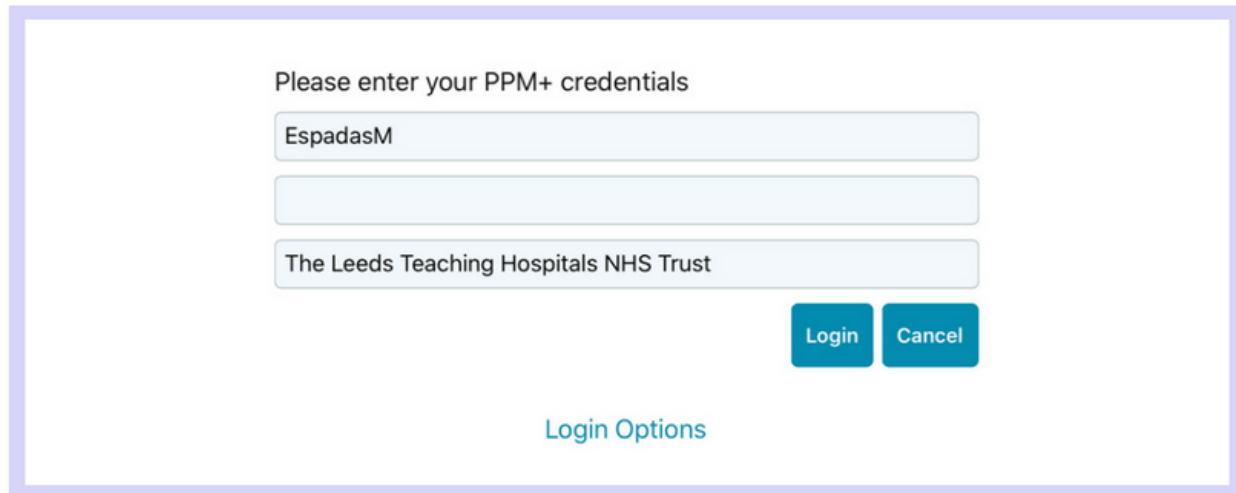 Please enter your PPM+ credentials
EspadasM
The Leeds Teaching Hospitals NHS Trust
Login Cancel
Login Options